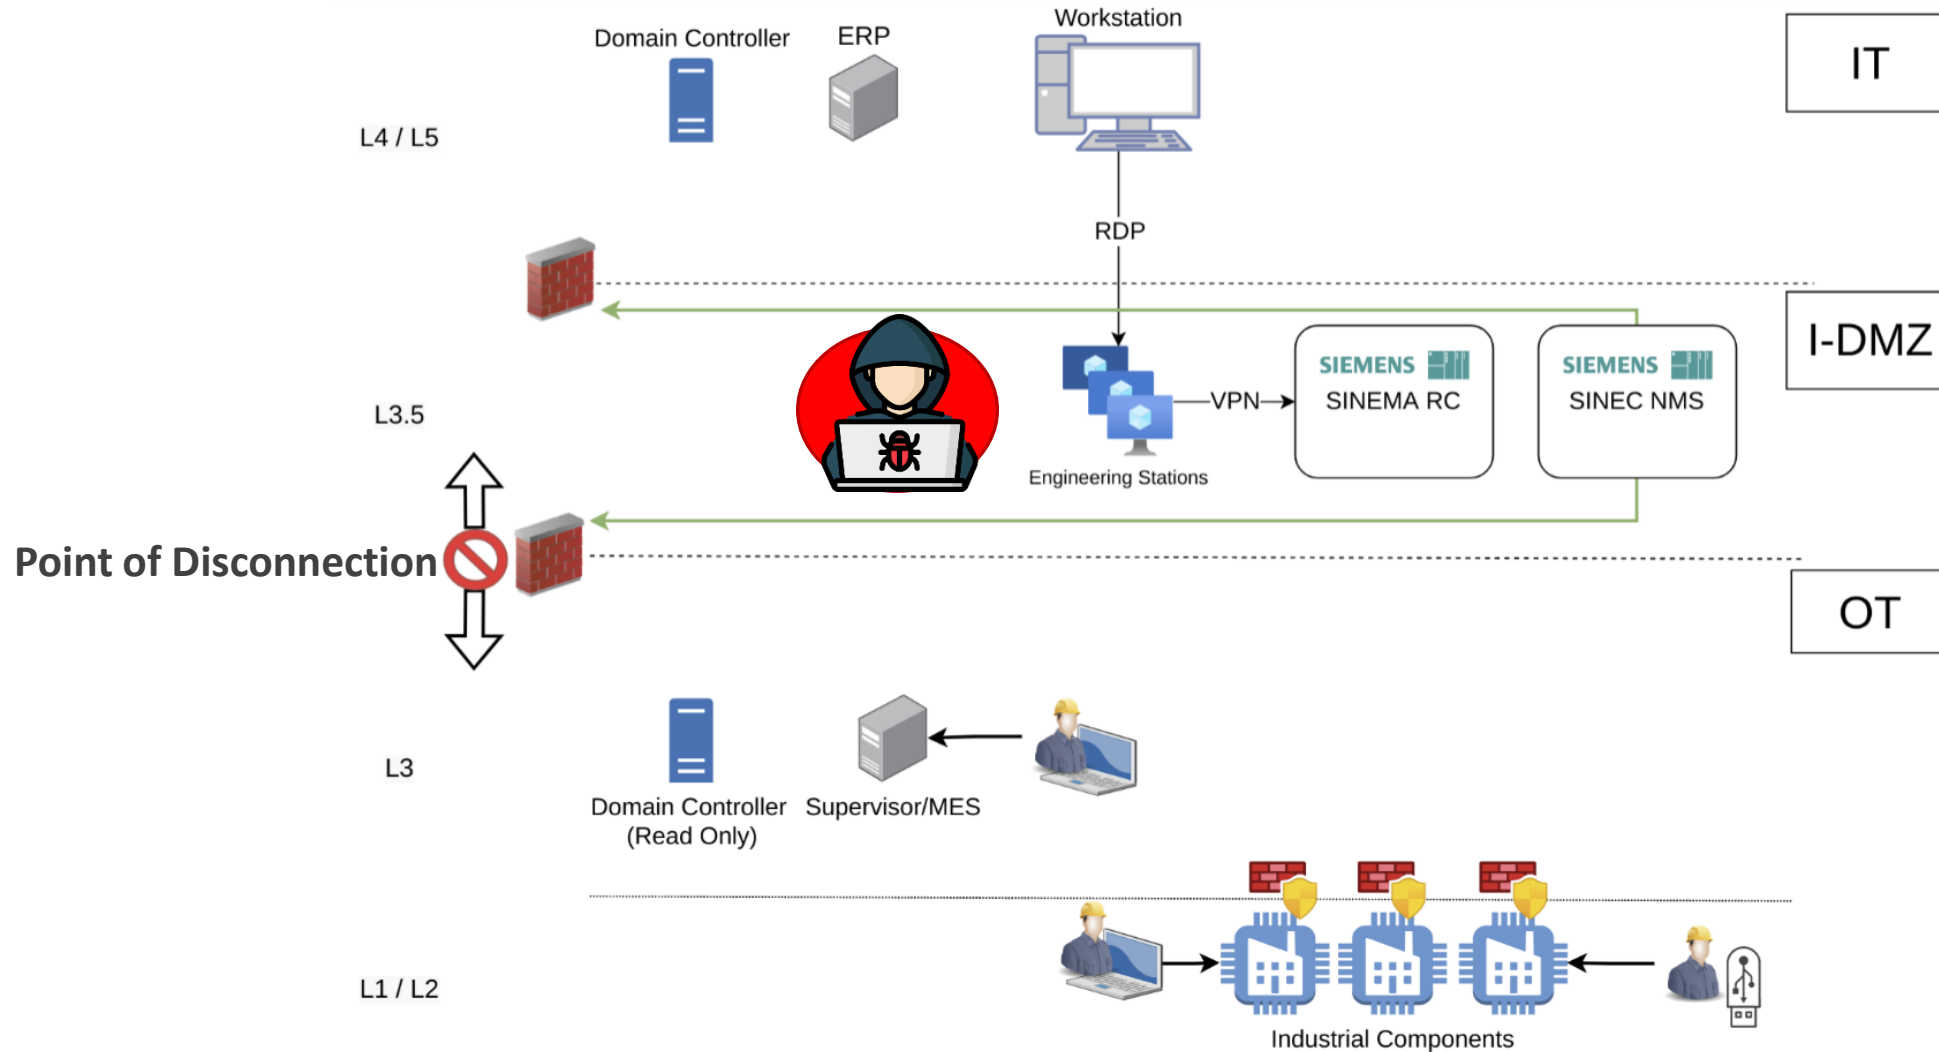 Workstation
Domain Controller
ERP
IT
L4 / L5
RDP
I-DMZ
SIEMENS
SINEMA RC
SIEMENS
SINEC NMS
VPN
L3.5
Engineering Stations
Point of Disconnection
OT
L3
Domain Controller
(Read Only)
Supervisor/MES
L1 / L2
Industrial Components